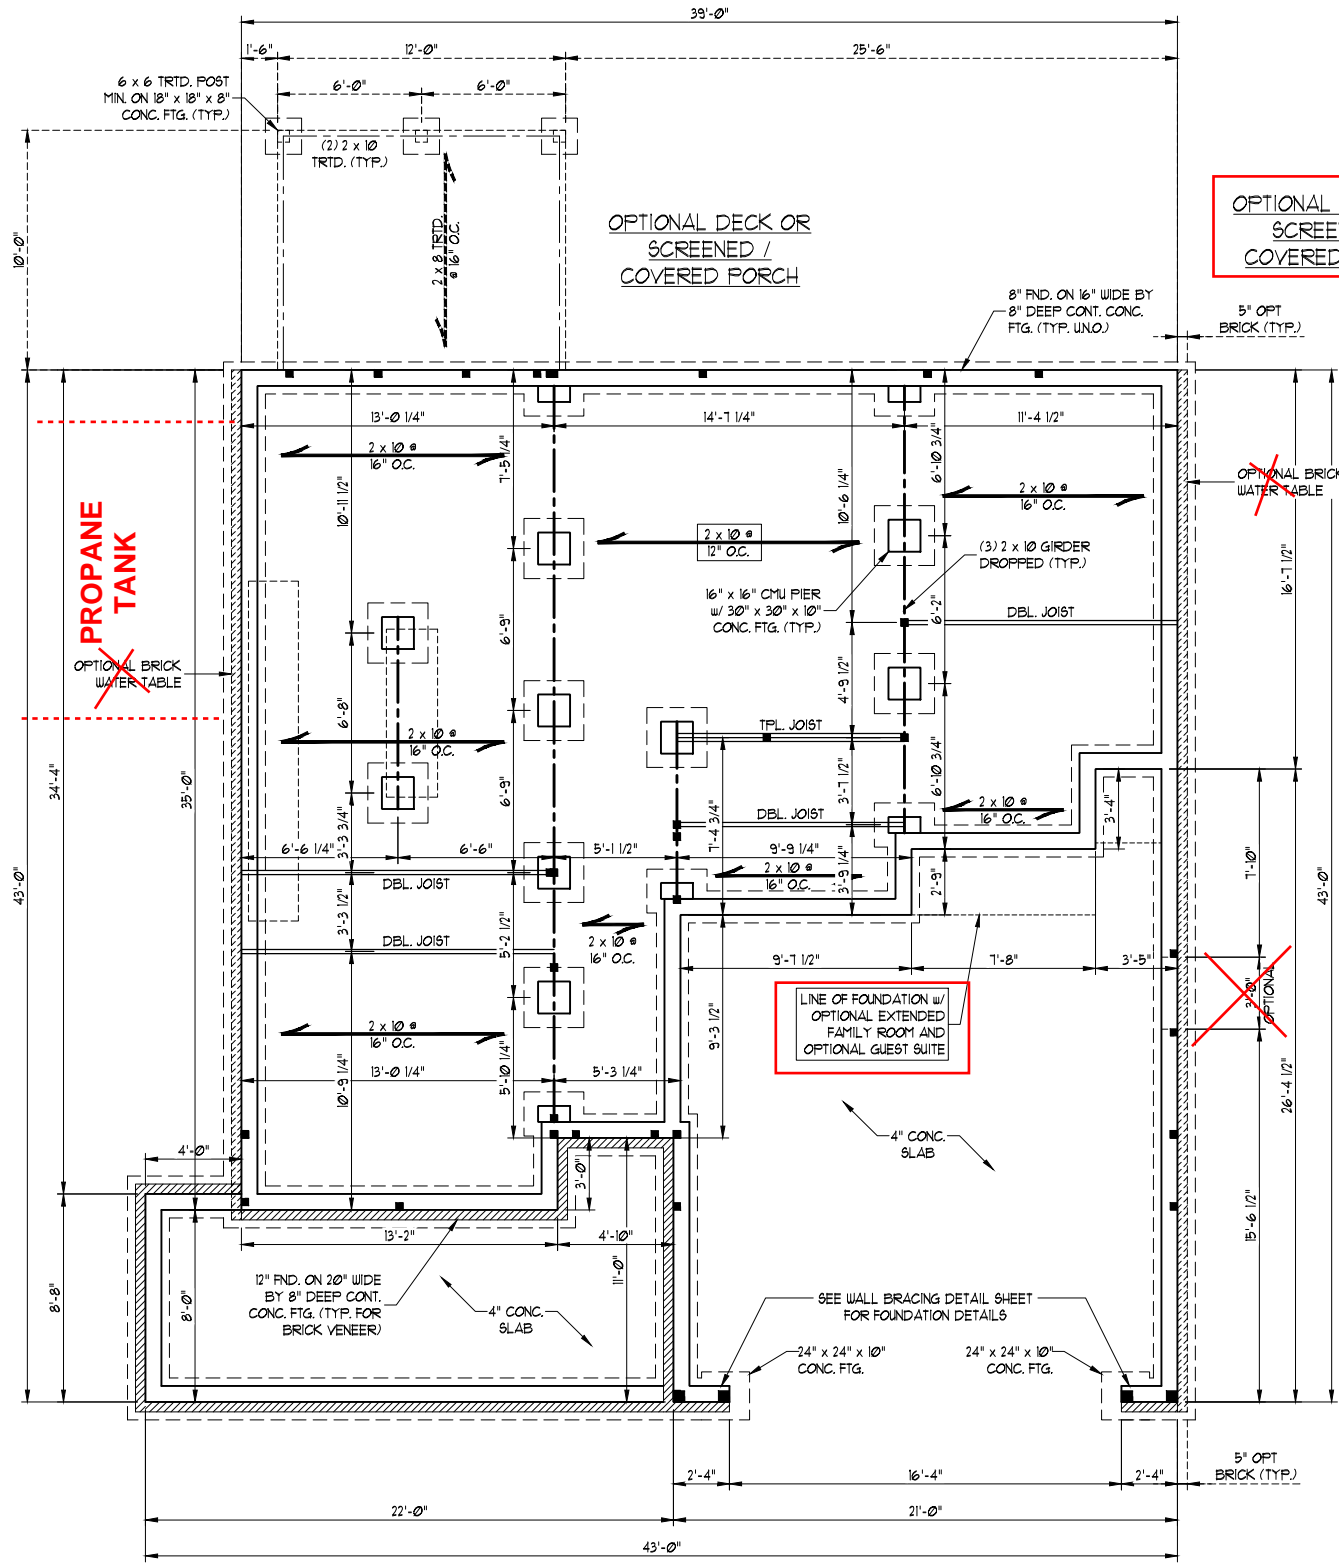 39'-0"
1'-6"
12'-0"
25'-6"
6 x 6 TRTD. POST
MIN. ON 18" x 18" x 8"
CONC. FTG. (TYP.)
6'-0"
6'-0"
(2) 2 x 10
TRTD. (TYP.)
2 x 8 TRTD.
@ 16" O.C.
10'-0"
OPTIONAL DECK OR
SCREENED /
COVERED PORCH
OPTIONAL
SCREE
COVERED
8" FND. ON 16" WIDE BY
8" DEEP CONT. CONC.
FTG. (TYP. U.N.O.)
5" OPT
BRICK (TYP.)
13'-0 1/4"
14'-7 1/4"
11'-4 1/2"
2 x 10 @
16" O.C.
7'-5 1/4"
10'-11 1/2"
10'-6 1/4"
6'-10 3/4"
2 x 10 @
16" O.C.
OPTIONAL BRICK
WATER TABLE
PROPANE
TANK
2 x 10 @
12" O.C.
(3) 2 x 10 GIRDER
DROPPED (TYP.)
16'-7 1/2"
16" x 16" CMU PIER
w/ 30" x 30" x 10"
CONC. FTG. (TYP.)
6'-2"
DBL. JOIST
6'-9"
OPTIONAL BRICK
WATER TABLE
6'-8"
4'-9 1/2"
TPL. JOIST
2 x 10 @
16" O.C.
34'-4"
35'-0"
6'-9"
3'-7 1/2"
6'-10 3/4"
2 x 10 @
16" O.C.
3'-4"
DBL. JOIST
7'-4 3/4"
3'-3 3/4"
6'-6 1/4"
6'-6"
5'-1 1/2"
9'-9 1/4"
2 x 10 @
16" O.C.
3'-9 1/4"
2'-9"
7'-10"
43'-0"
43'-0"
DBL. JOIST
3'-3 1/2"
DBL. JOIST
5'-2 1/2"
2 x 10 @
16" O.C.
9'-7 1/2"
7'-8"
3'-5"
3'-0"
OPTIONAL
LINE OF FOUNDATION w/
OPTIONAL EXTENDED
FAMILY ROOM AND
OPTIONAL GUEST SUITE
9'-3 1/2"
2 x 10 @
16" O.C.
13'-0 1/4"
5'-3 1/4"
10'-9 1/4"
5'-10 1/4"
26'-4 1/2"
4" CONC.
SLAB
4'-0"
3'-0"
15'-6 1/2"
13'-2"
4'-10"
11'-0"
8'-8"
8'-0"
12" FND. ON 20" WIDE
BY 8" DEEP CONT.
CONC. FTG. (TYP. FOR
BRICK VENEER)
4" CONC.
SLAB
SEE WALL BRACING DETAIL SHEET
FOR FOUNDATION DETAILS
24" x 24" x 10"
CONC. FTG.
24" x 24" x 10"
CONC. FTG.
2'-4"
16'-4"
2'-4"
5" OPT
BRICK (TYP.)
22'-0"
21'-0"
43'-0"